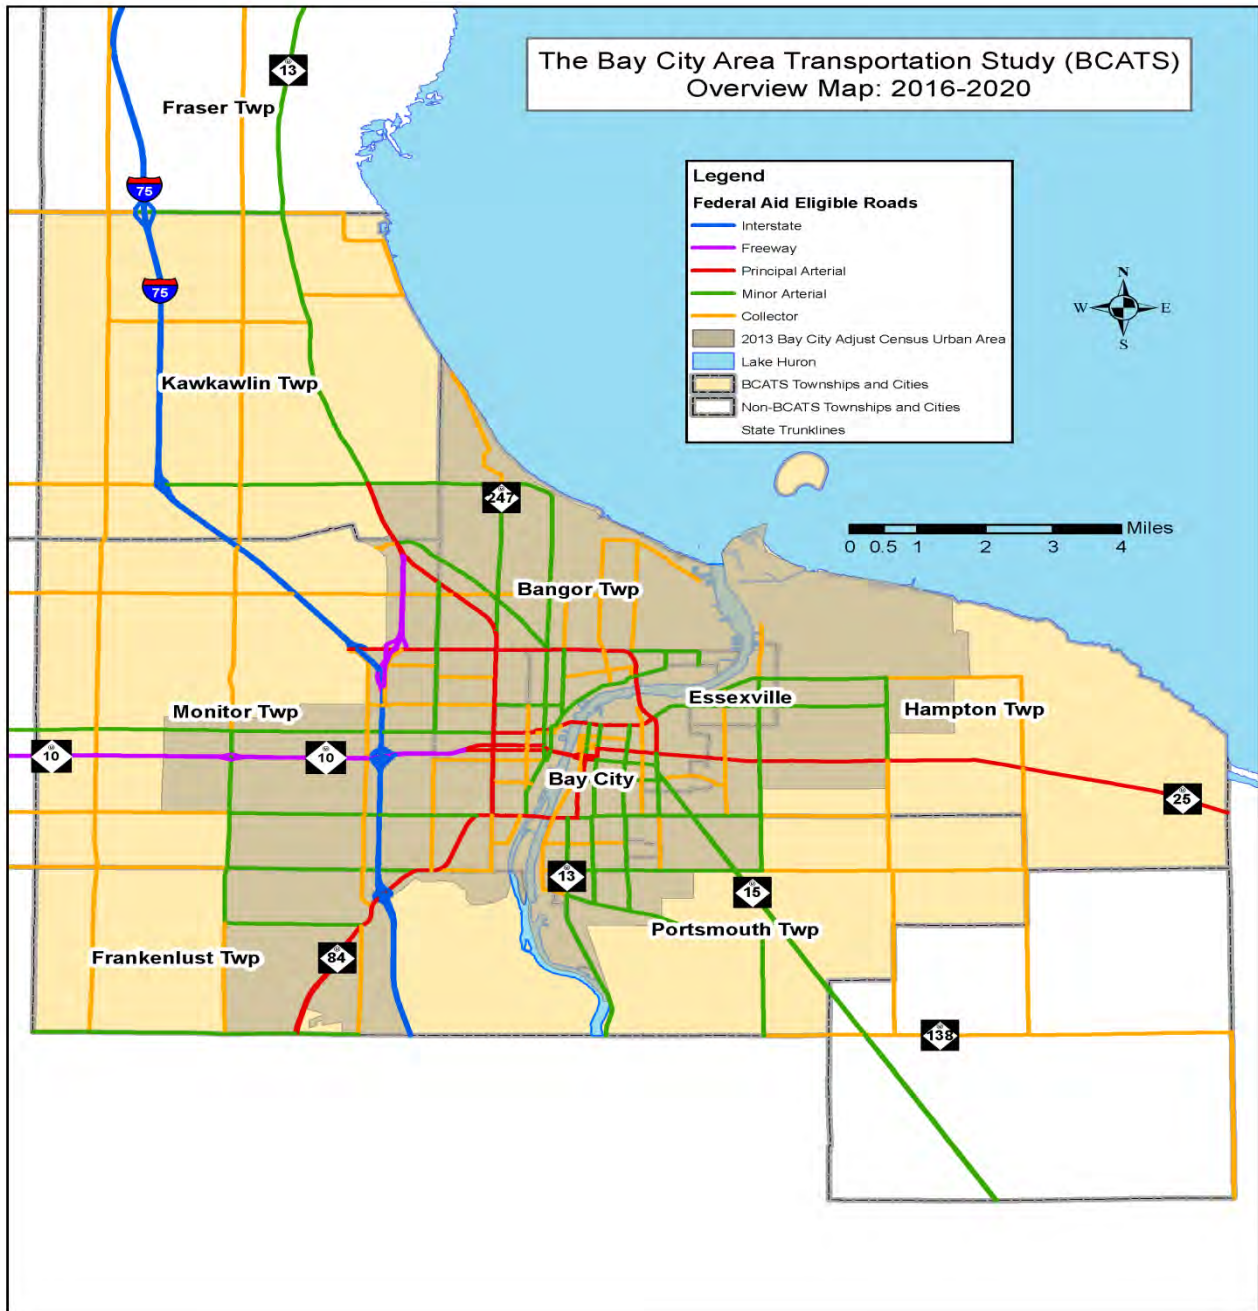 The Bay City Area Transportation Study (BCATS)
Overview Map: 2016-2020
13
Fraser Twp
75
75
Legend
Federal Aid Eligible Roads
Interstate
Freeway
Principal Arterial
Minor Arterial
Collector
2013 Bay City Adjust Census Urban Area
Lake Huron
BCATS Townships and Cities
Non-BCATS Townships and Cities
State Trunklines
N
W E
S
Kawkawlin Twp
247
Miles
0 0.5 1 2 3 4
Bangor Twp
Essexville
Monitor Twp
Hampton Twp
10
10
Bay City
25
13
15
Portsmouth Twp
Frankenlust Twp
84
138